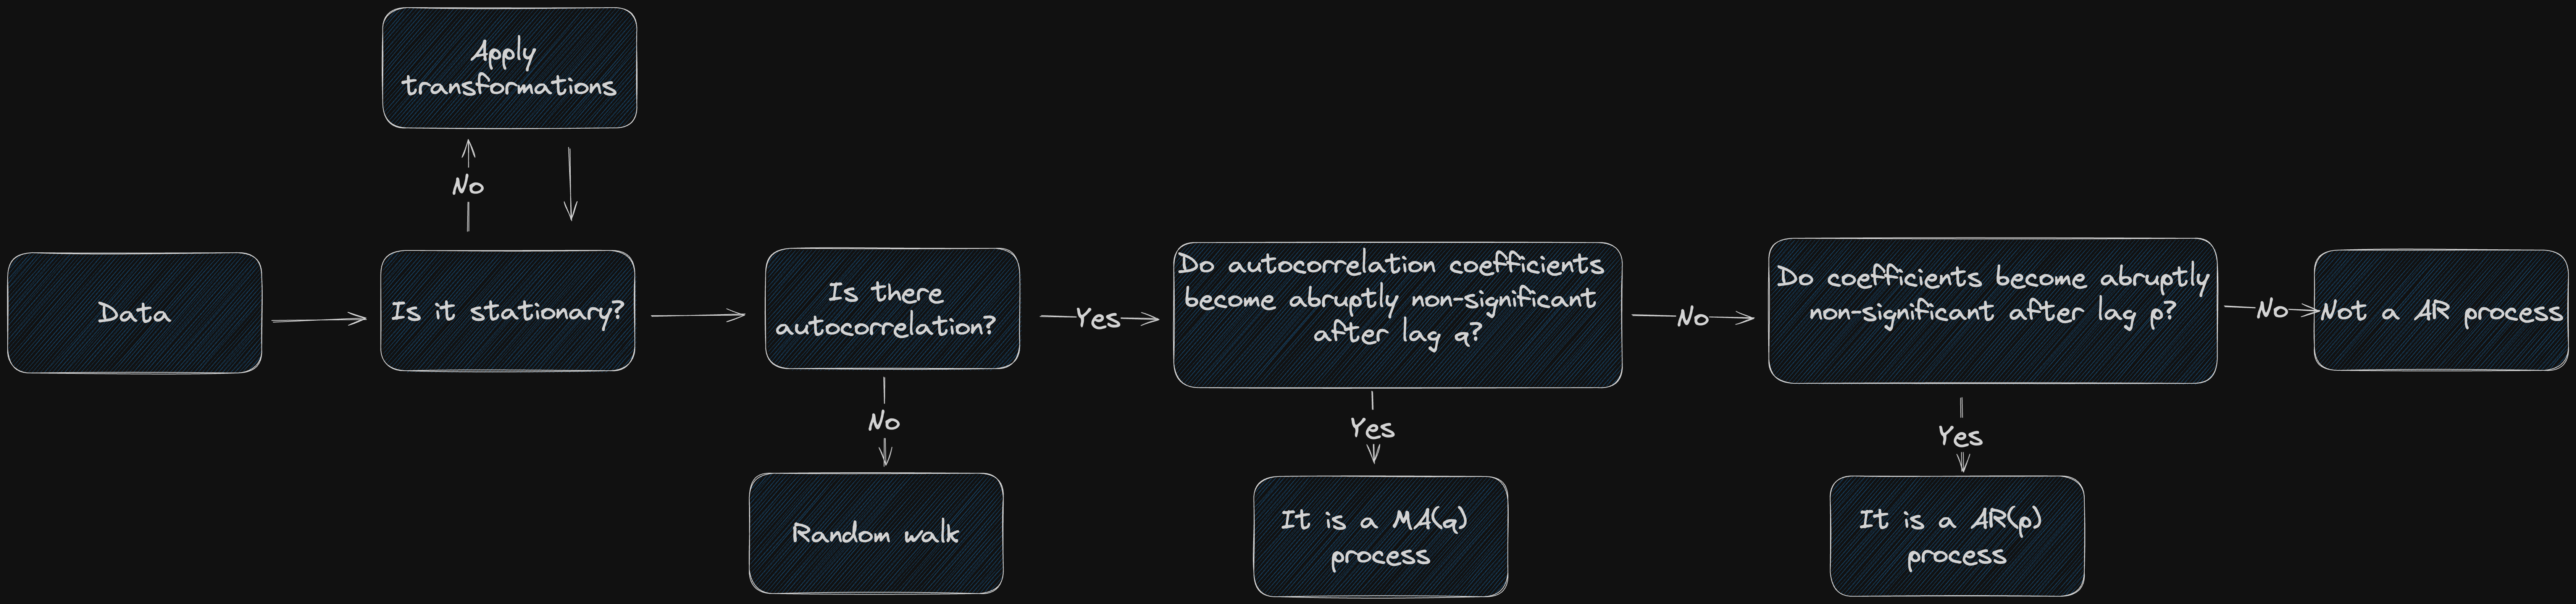 Apply
transformations
No
Data
Is it stationary?
Is there
autocorrelation?
Yes
Do autocorrelation coefficients
become abruptly non-significant
after lag q?
No
Do coefficients become abruptly
non-significant after lag p?
No
Not a AR process
No
Yes
Yes
Random walk
It is a MA(q)
process
It is a AR(p)
process